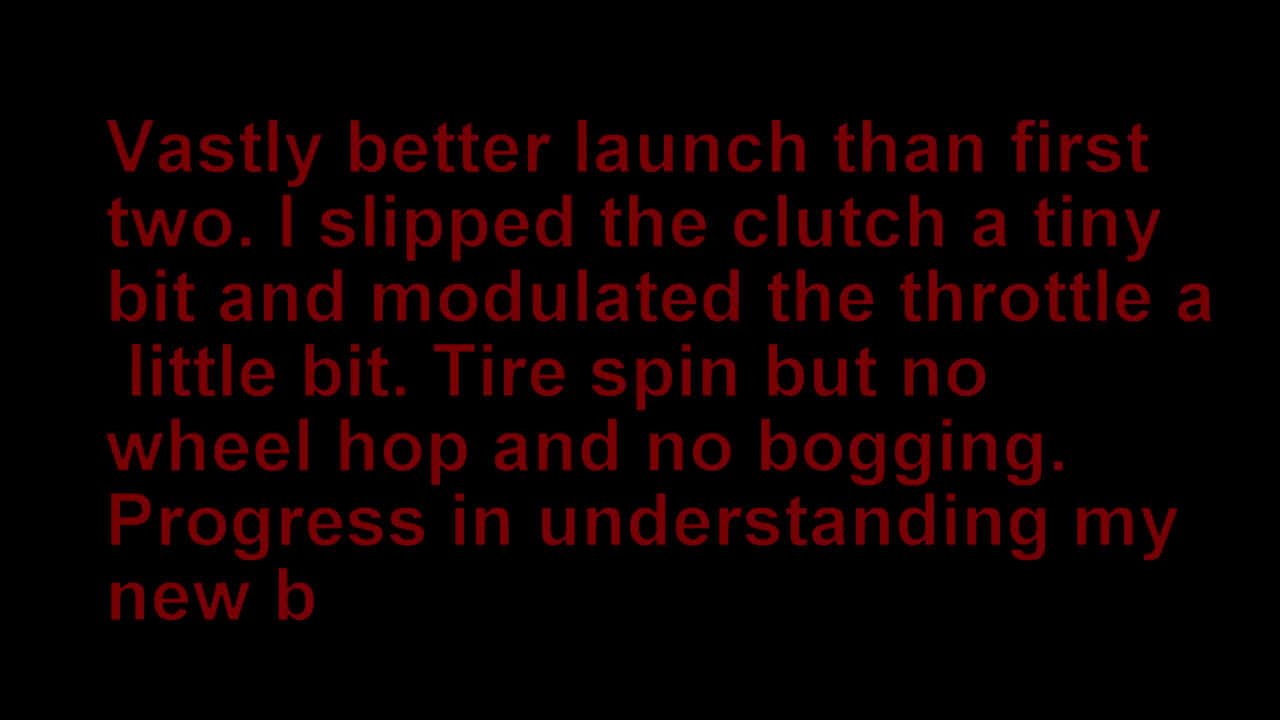 Vastly better launch than first
two. I slipped the clutch a tiny
bit and modulated the throttle a
little bit. Tire spin but no
wheel hop and no bogging.
Progress in understanding my
new b